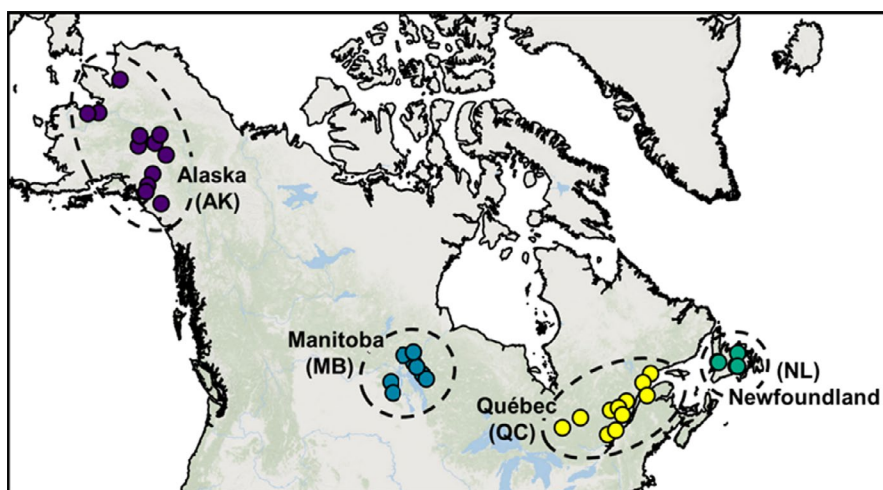 Alaska
(AK)
Manitoba
(MB)
Québec
(QC)
(NL)
Newfoundland